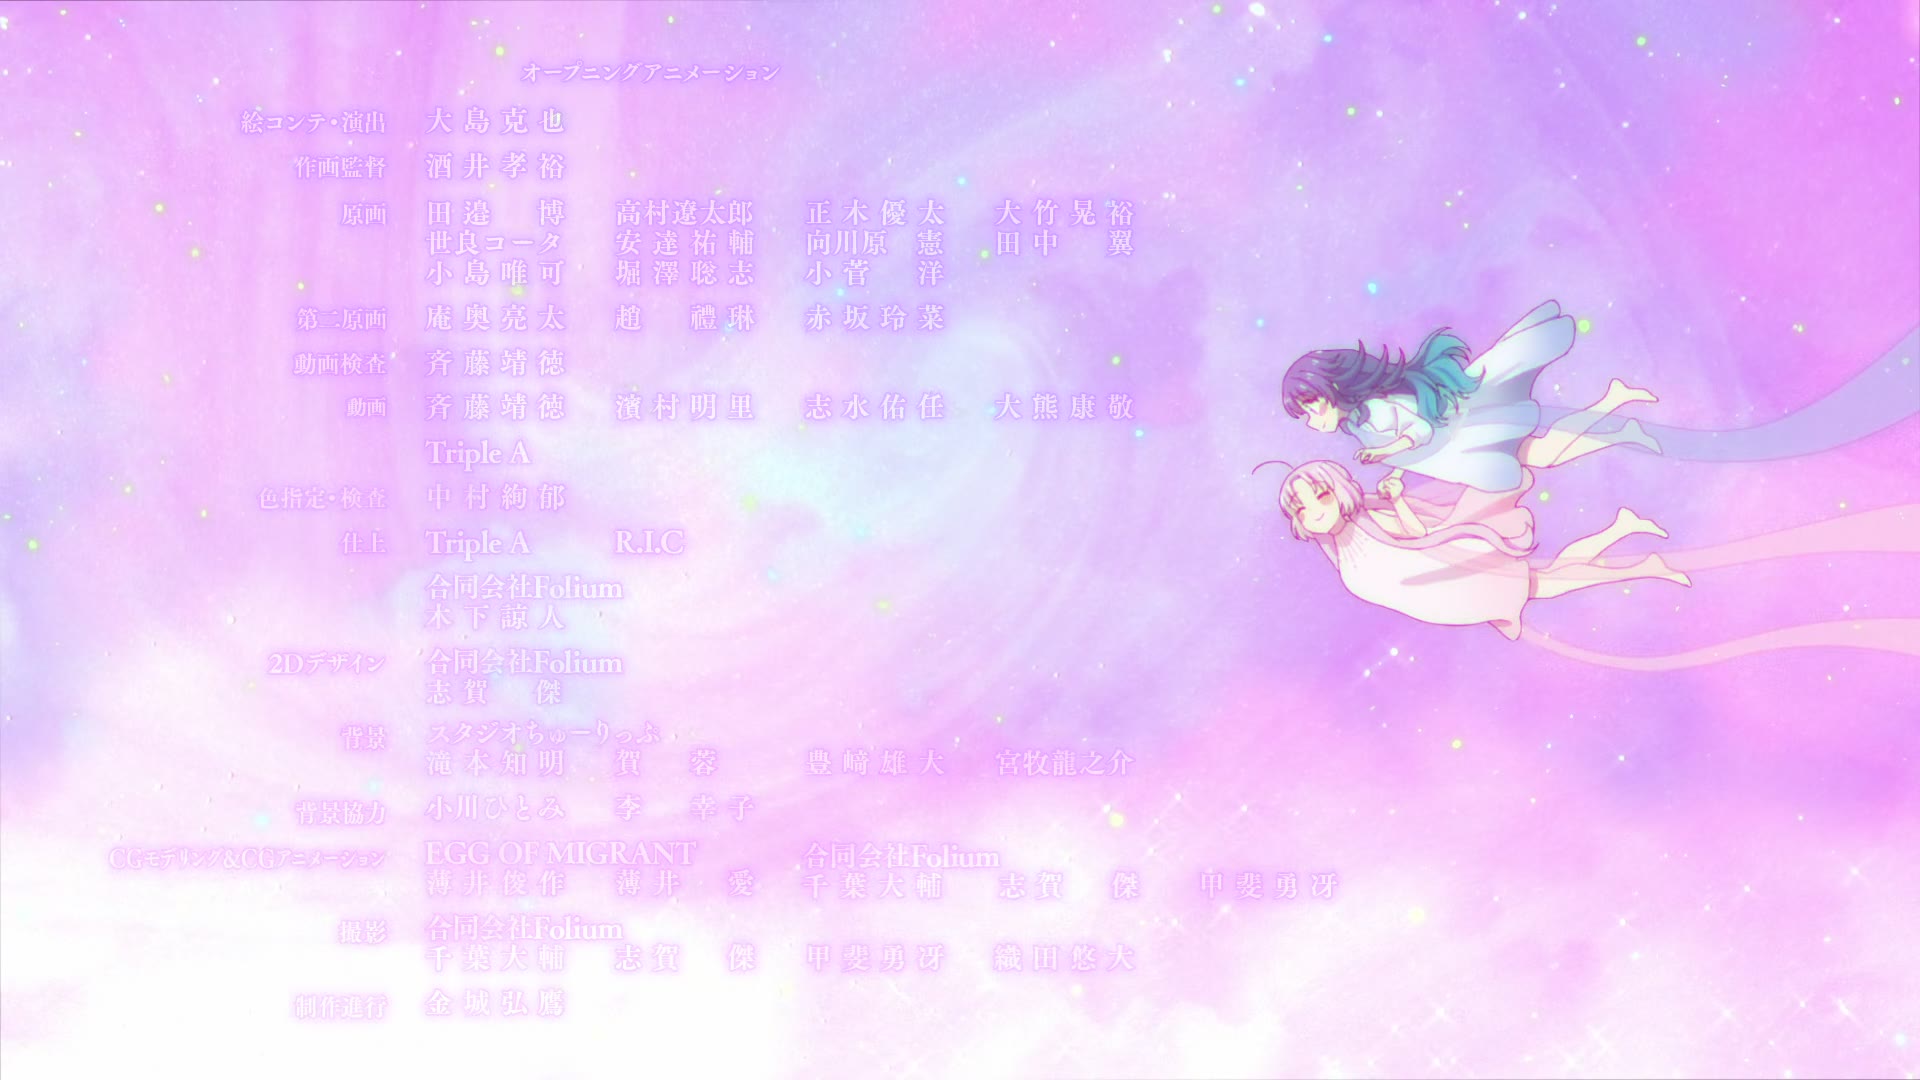 オープニングアニメーション
絵コンテ・演出 大島克也
作画監督 酒井孝裕
原画 田邉 博 高村遼太郎 正木優太 大竹晃裕
世良コータ 安達祐輔 向川原 憲 田中 翼
小島唯可 堀澤聡志 小菅 洋
第二原画 庵奥亮太 趙 禮琳 赤坂玲菜
動画検査 斉藤靖徳
動画 斉藤靖徳 濱村明里 志水佑任 大熊康敬
Triple A
色指定・検査 中村絢郁
仕上 Triple A R.I.C
合同会社Folium
木下諒人
2Dデザイン 合同会社Folium
志賀 傑
背景 スタジオちゅーりっぷ
滝本知明 賀 蓉 豊﨑雄大 宮牧龍之介
背景協力 小川ひとみ 李 幸子
CGモデリング&CGアニメーション EGG OF MIGRANT 合同会社Folium
薄井俊作 薄井 愛 千葉大輔 志賀 傑 甲斐勇冴
撮影 合同会社Folium
千葉大輔 志賀 傑 甲斐勇冴 織田悠大
制作進行 金城弘鷹